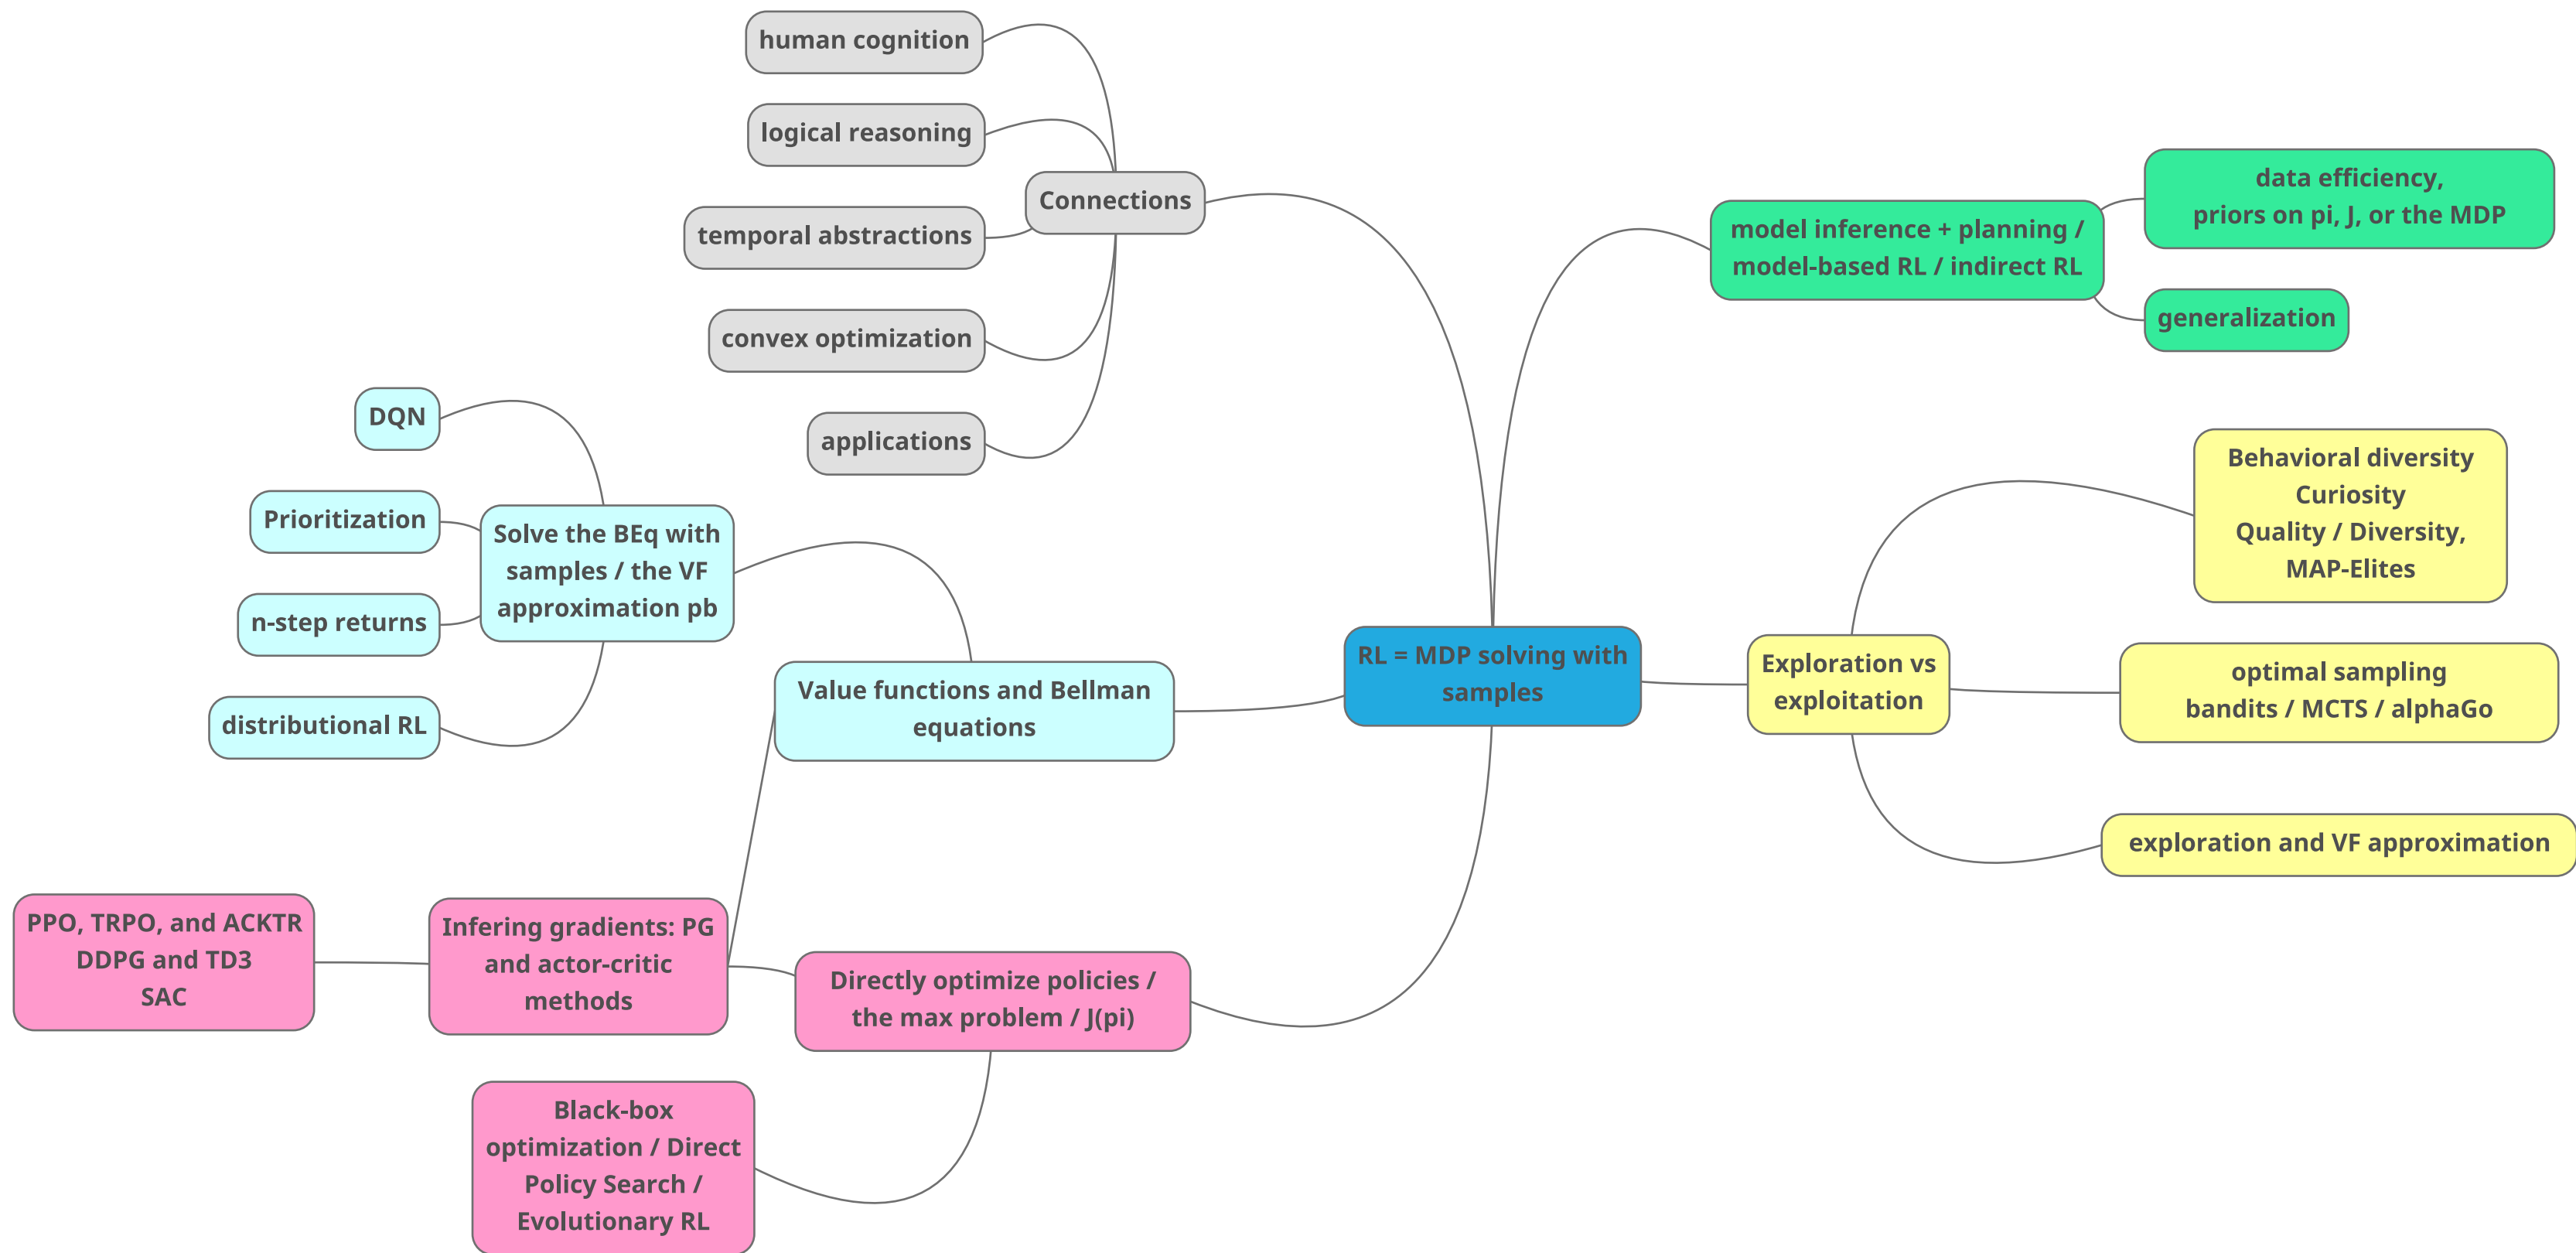 human cognition
logical reasoning
temporal abstractions
convex optimization
applications
Connections
model inference + planning /
model-based RL / indirect RL
data efficiency,
priors on pi, J, or the MDP
generalization
DQN
Prioritization
n-step returns
distributional RL
Solve the BEq with
samples / the VF
approximation pb
Value functions and Bellman
equations
RL = MDP solving with
samples
Exploration vs
exploitation
Behavioral diversity
Curiosity
Quality / Diversity,
MAP-Elites
optimal sampling
bandits / MCTS / alphaGo
exploration and VF approximation
PPO, TRPO, and ACKTR
DDPG and TD3
SAC
Infering gradients: PG
and actor-critic
methods
Directly optimize policies /
the max problem / J(pi)
Black-box
optimization / Direct
Policy Search /
Evolutionary RL